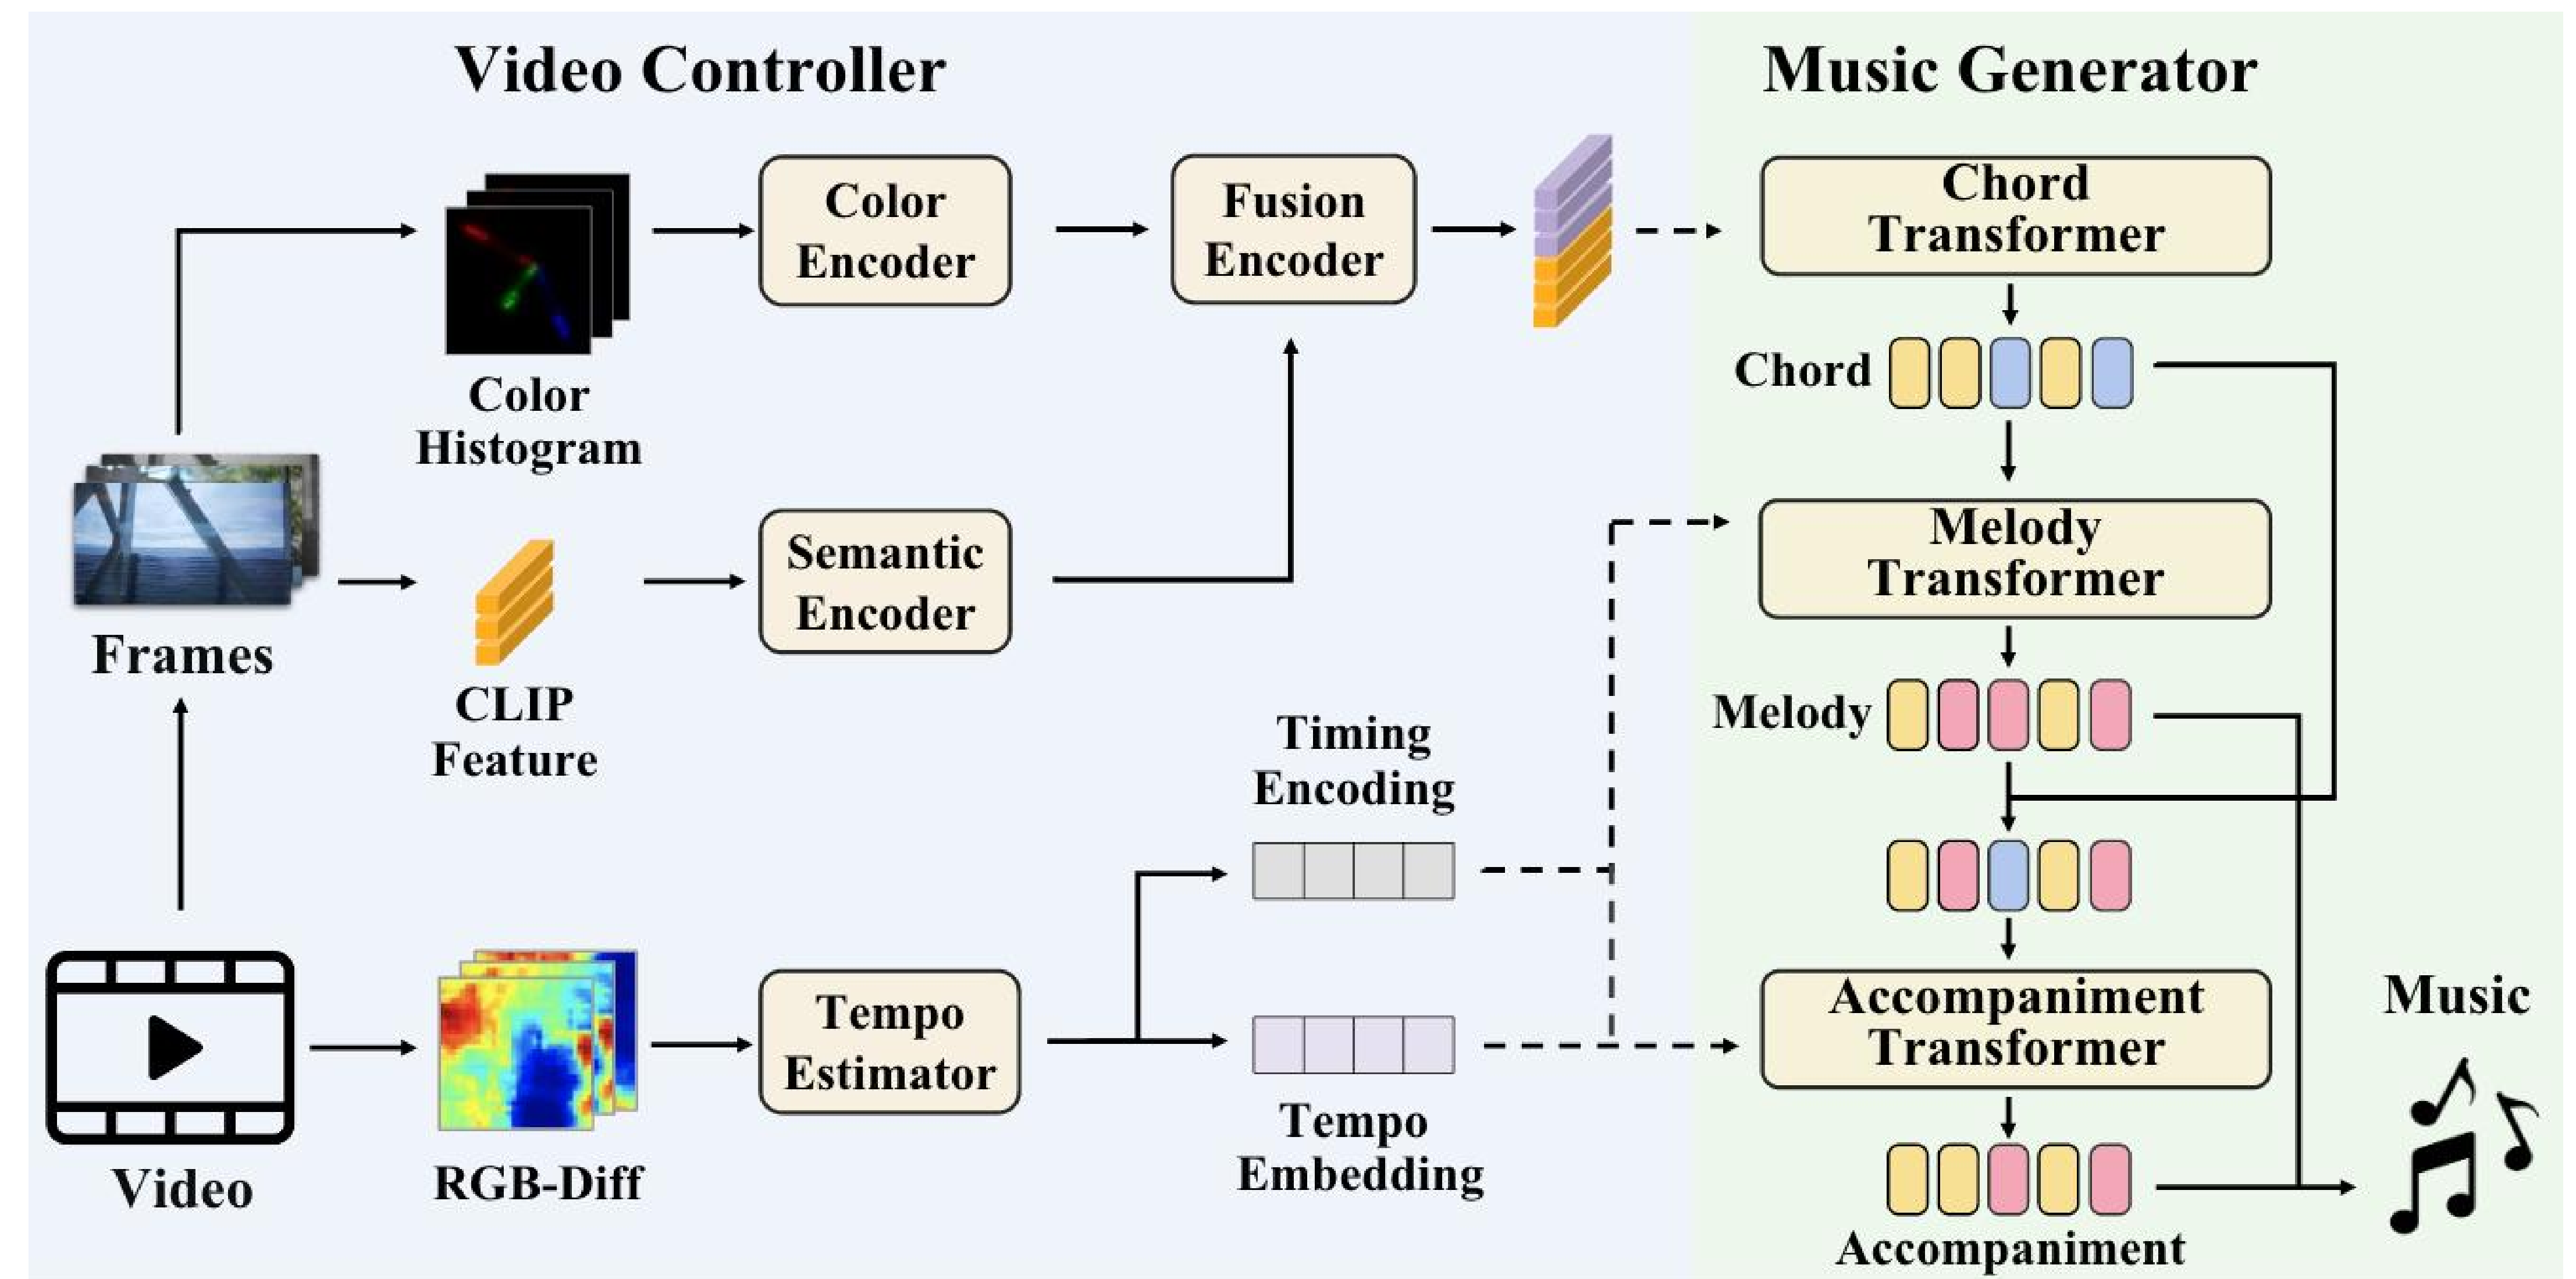 Video Controller
Music Generator
Color
Encoder
Fusion
Encoder
Chord
Transformer
Color
Histogram
Chord
Semantic
Encoder
Melody
Transformer
Frames
CLIP
Feature
Melody
Timing
Encoding
Tempo
Estimator
Accompaniment
Transformer
Music
Video
RGB-Diff
Tempo
Embedding
Accompaniment